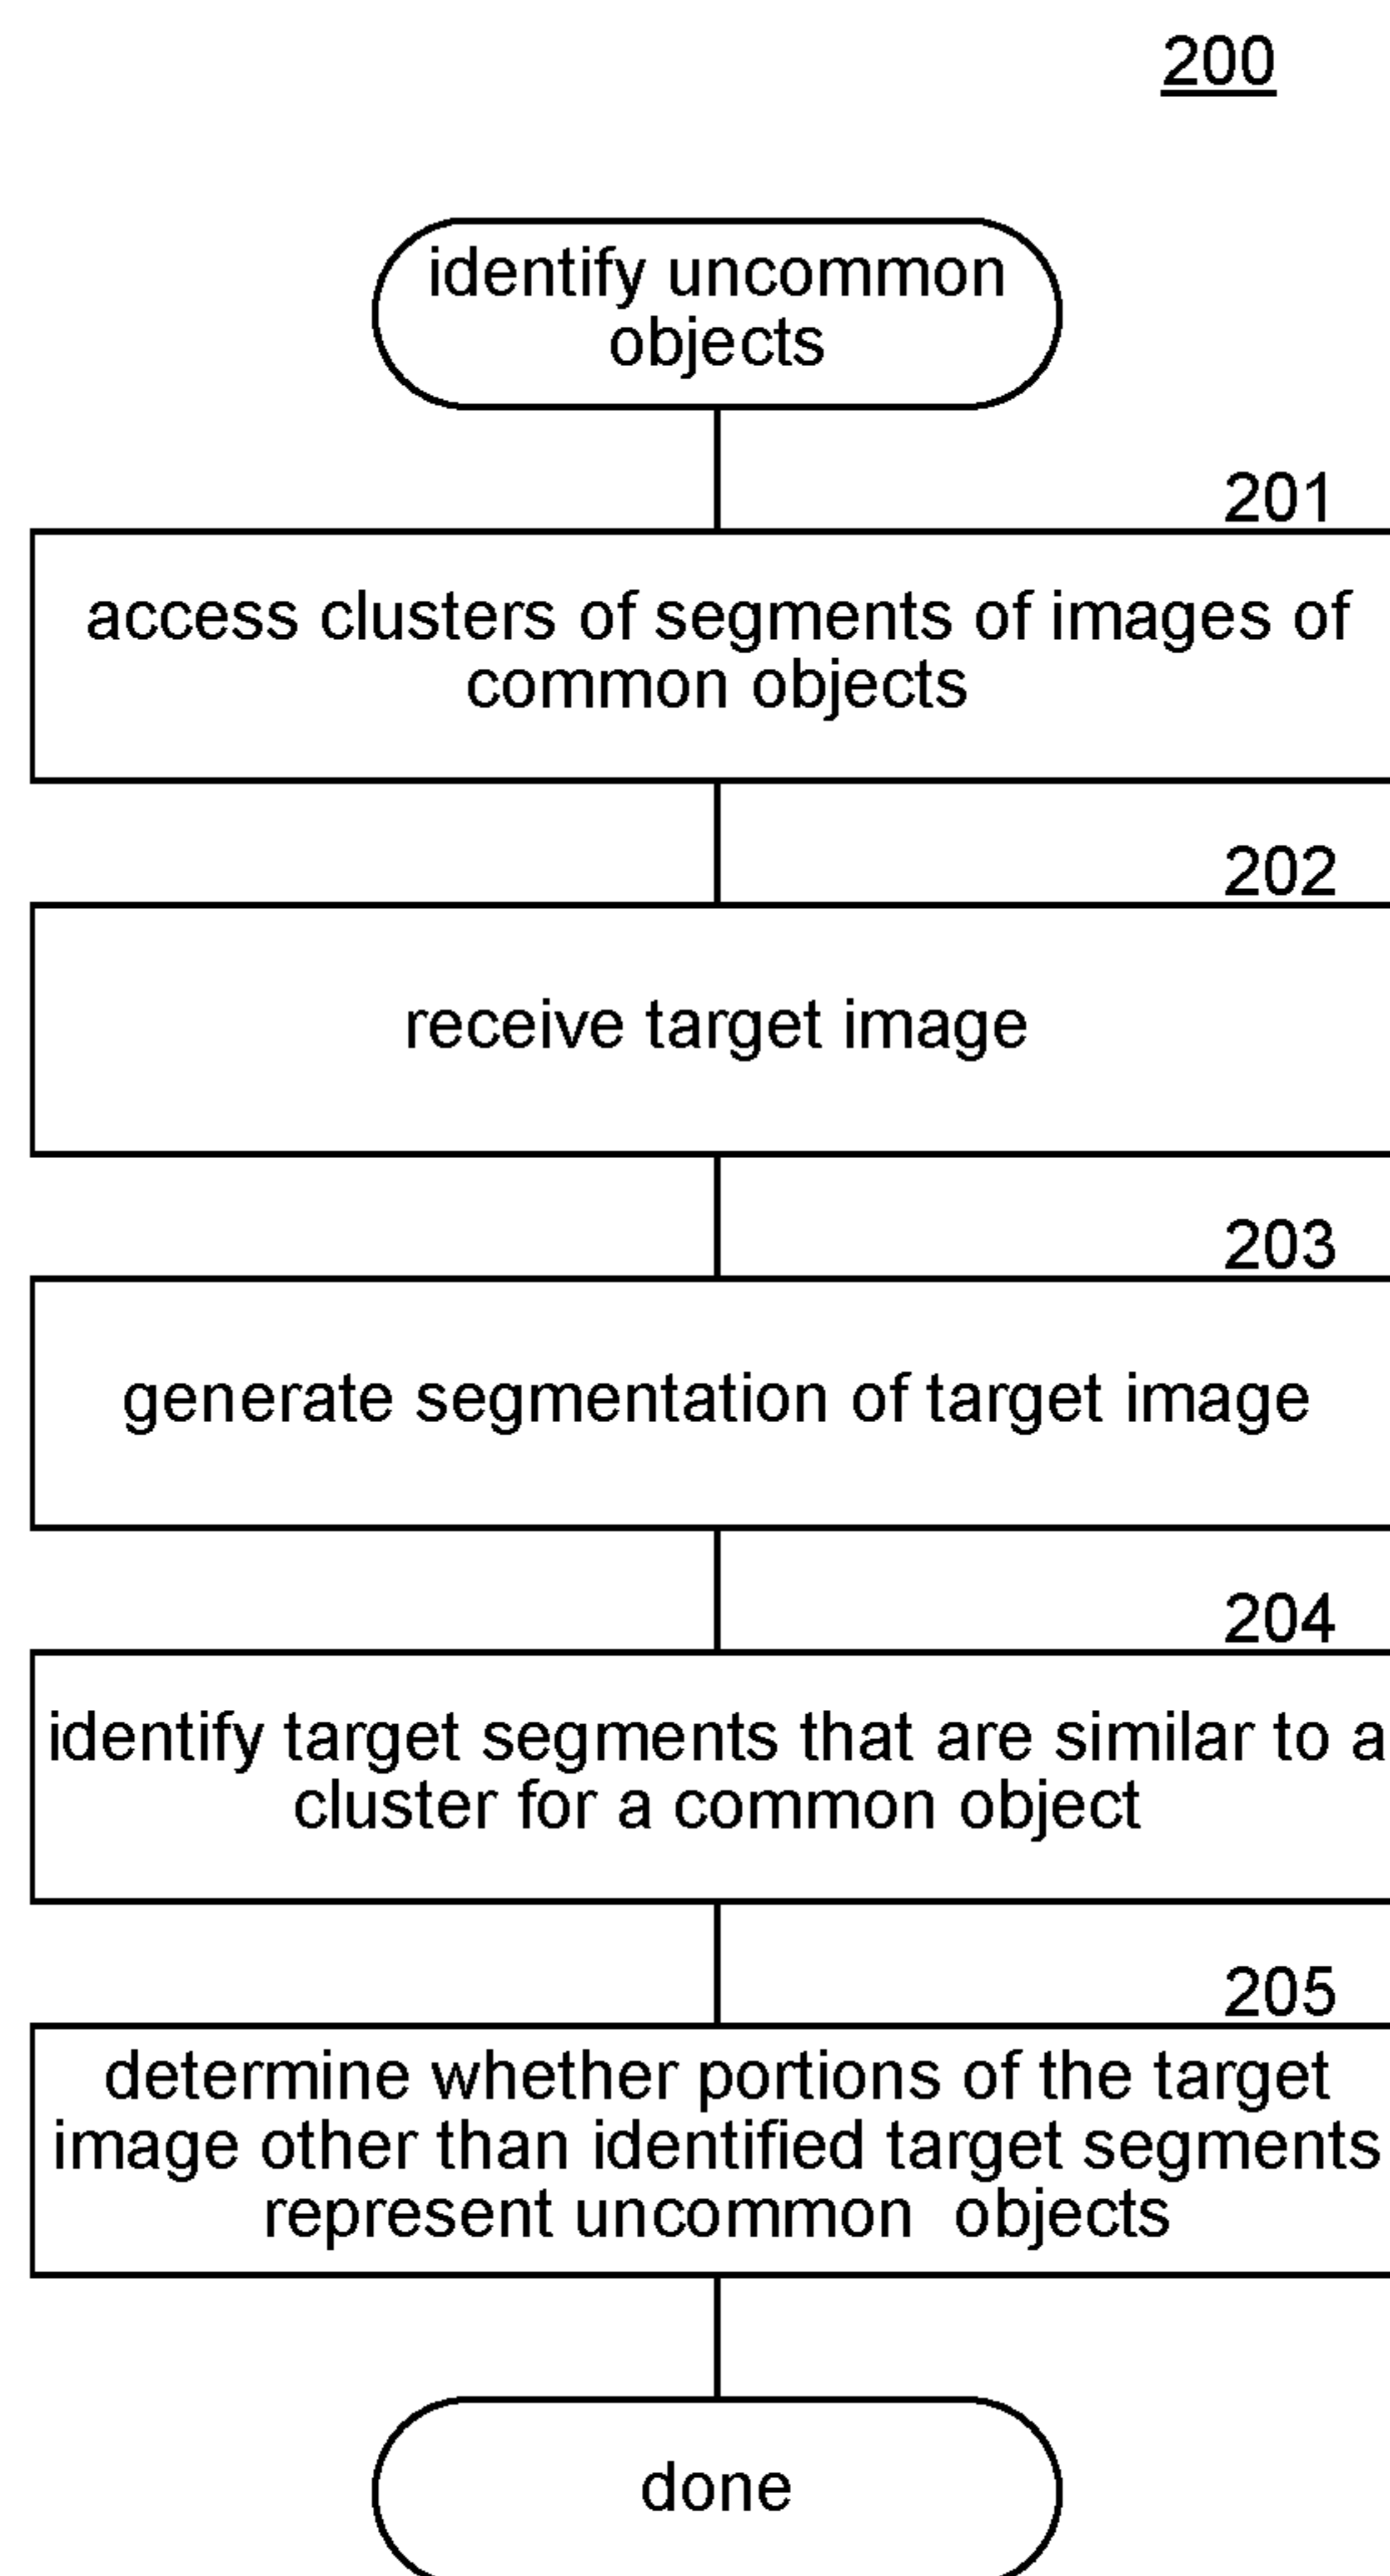 200
identify uncommon
objects
201
access clusters of segments of images of
common objects
202
receive target image
203
generate segmentation of target image
204
identify target segments that are similar to a
cluster for a common object
205
determine whether portions of the target
image other than identified target segments
represent uncommon objects
done